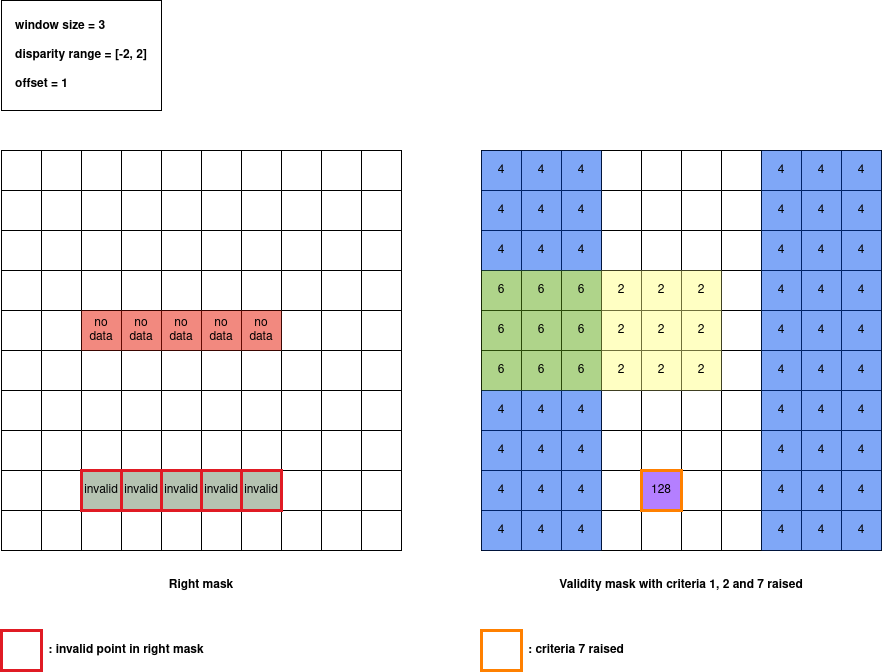 window size = 3
disparity range = [-2, 2]
offset = 1
4 4 4 4 4 4
4 4 4 4 4 4
4 4 4 4 4 4
6 6 6 2 2 2 4 4 4
no data no data no data no data no data 6 6 6 2 2 2 4 4 4
6 6 6 2 2 2 4 4 4
4 4 4 4 4 4
4 4 4 4 4 4
invalid invalid invalid invalid invalid 4 4 4 128 4 4 4
4 4 4 4 4 4
Right mask
Validity mask with criteria 1, 2 and 7 raised
: invalid point in right mask
: criteria 7 raised